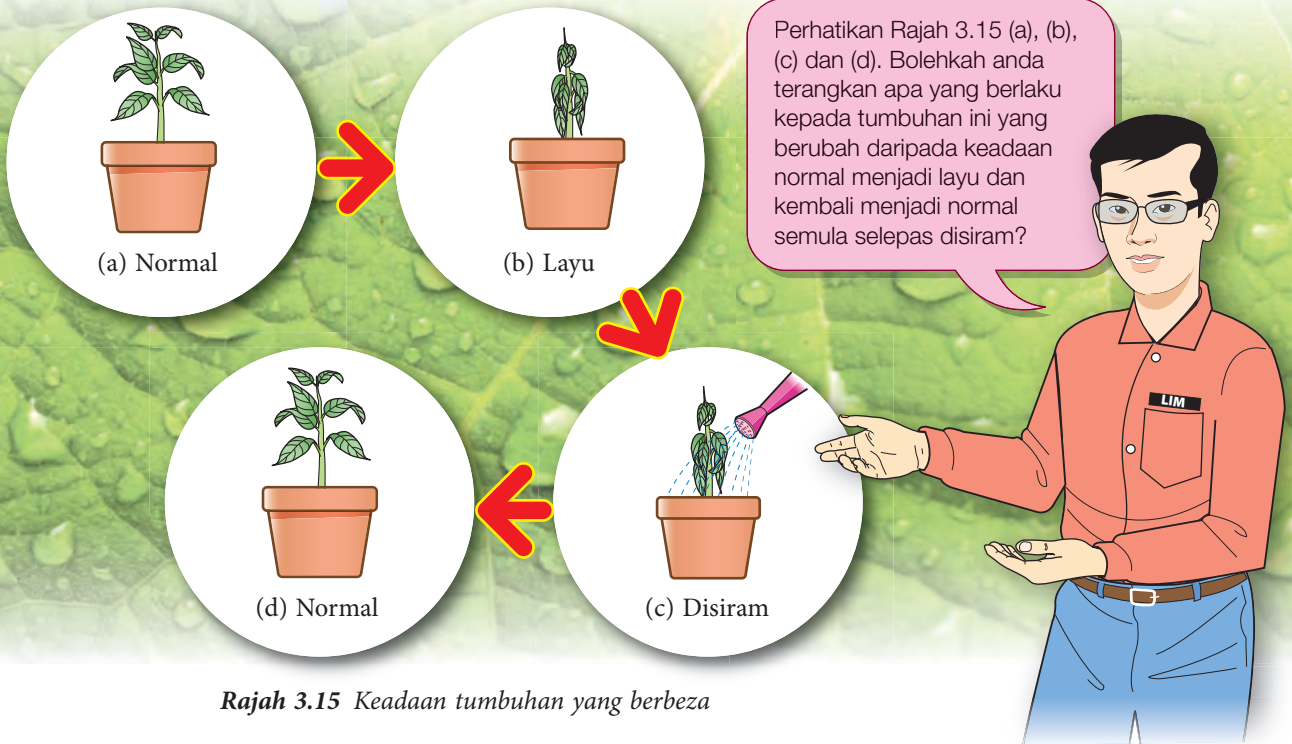 Perhatikan Rajah 3.15 (a), (b),
(c) dan (d). Bolehkah anda
terangkan apa yang berlaku
kepada tumbuhan ini yang
berubah daripada keadaan
normal menjadi layu dan
kembali menjadi normal
semula selepas disiram?
(a) Normal
(b) Layu
LIM
(d) Normal
(c) Disiram
Rajah 3.15 Keadaan tumbuhan yang berbeza